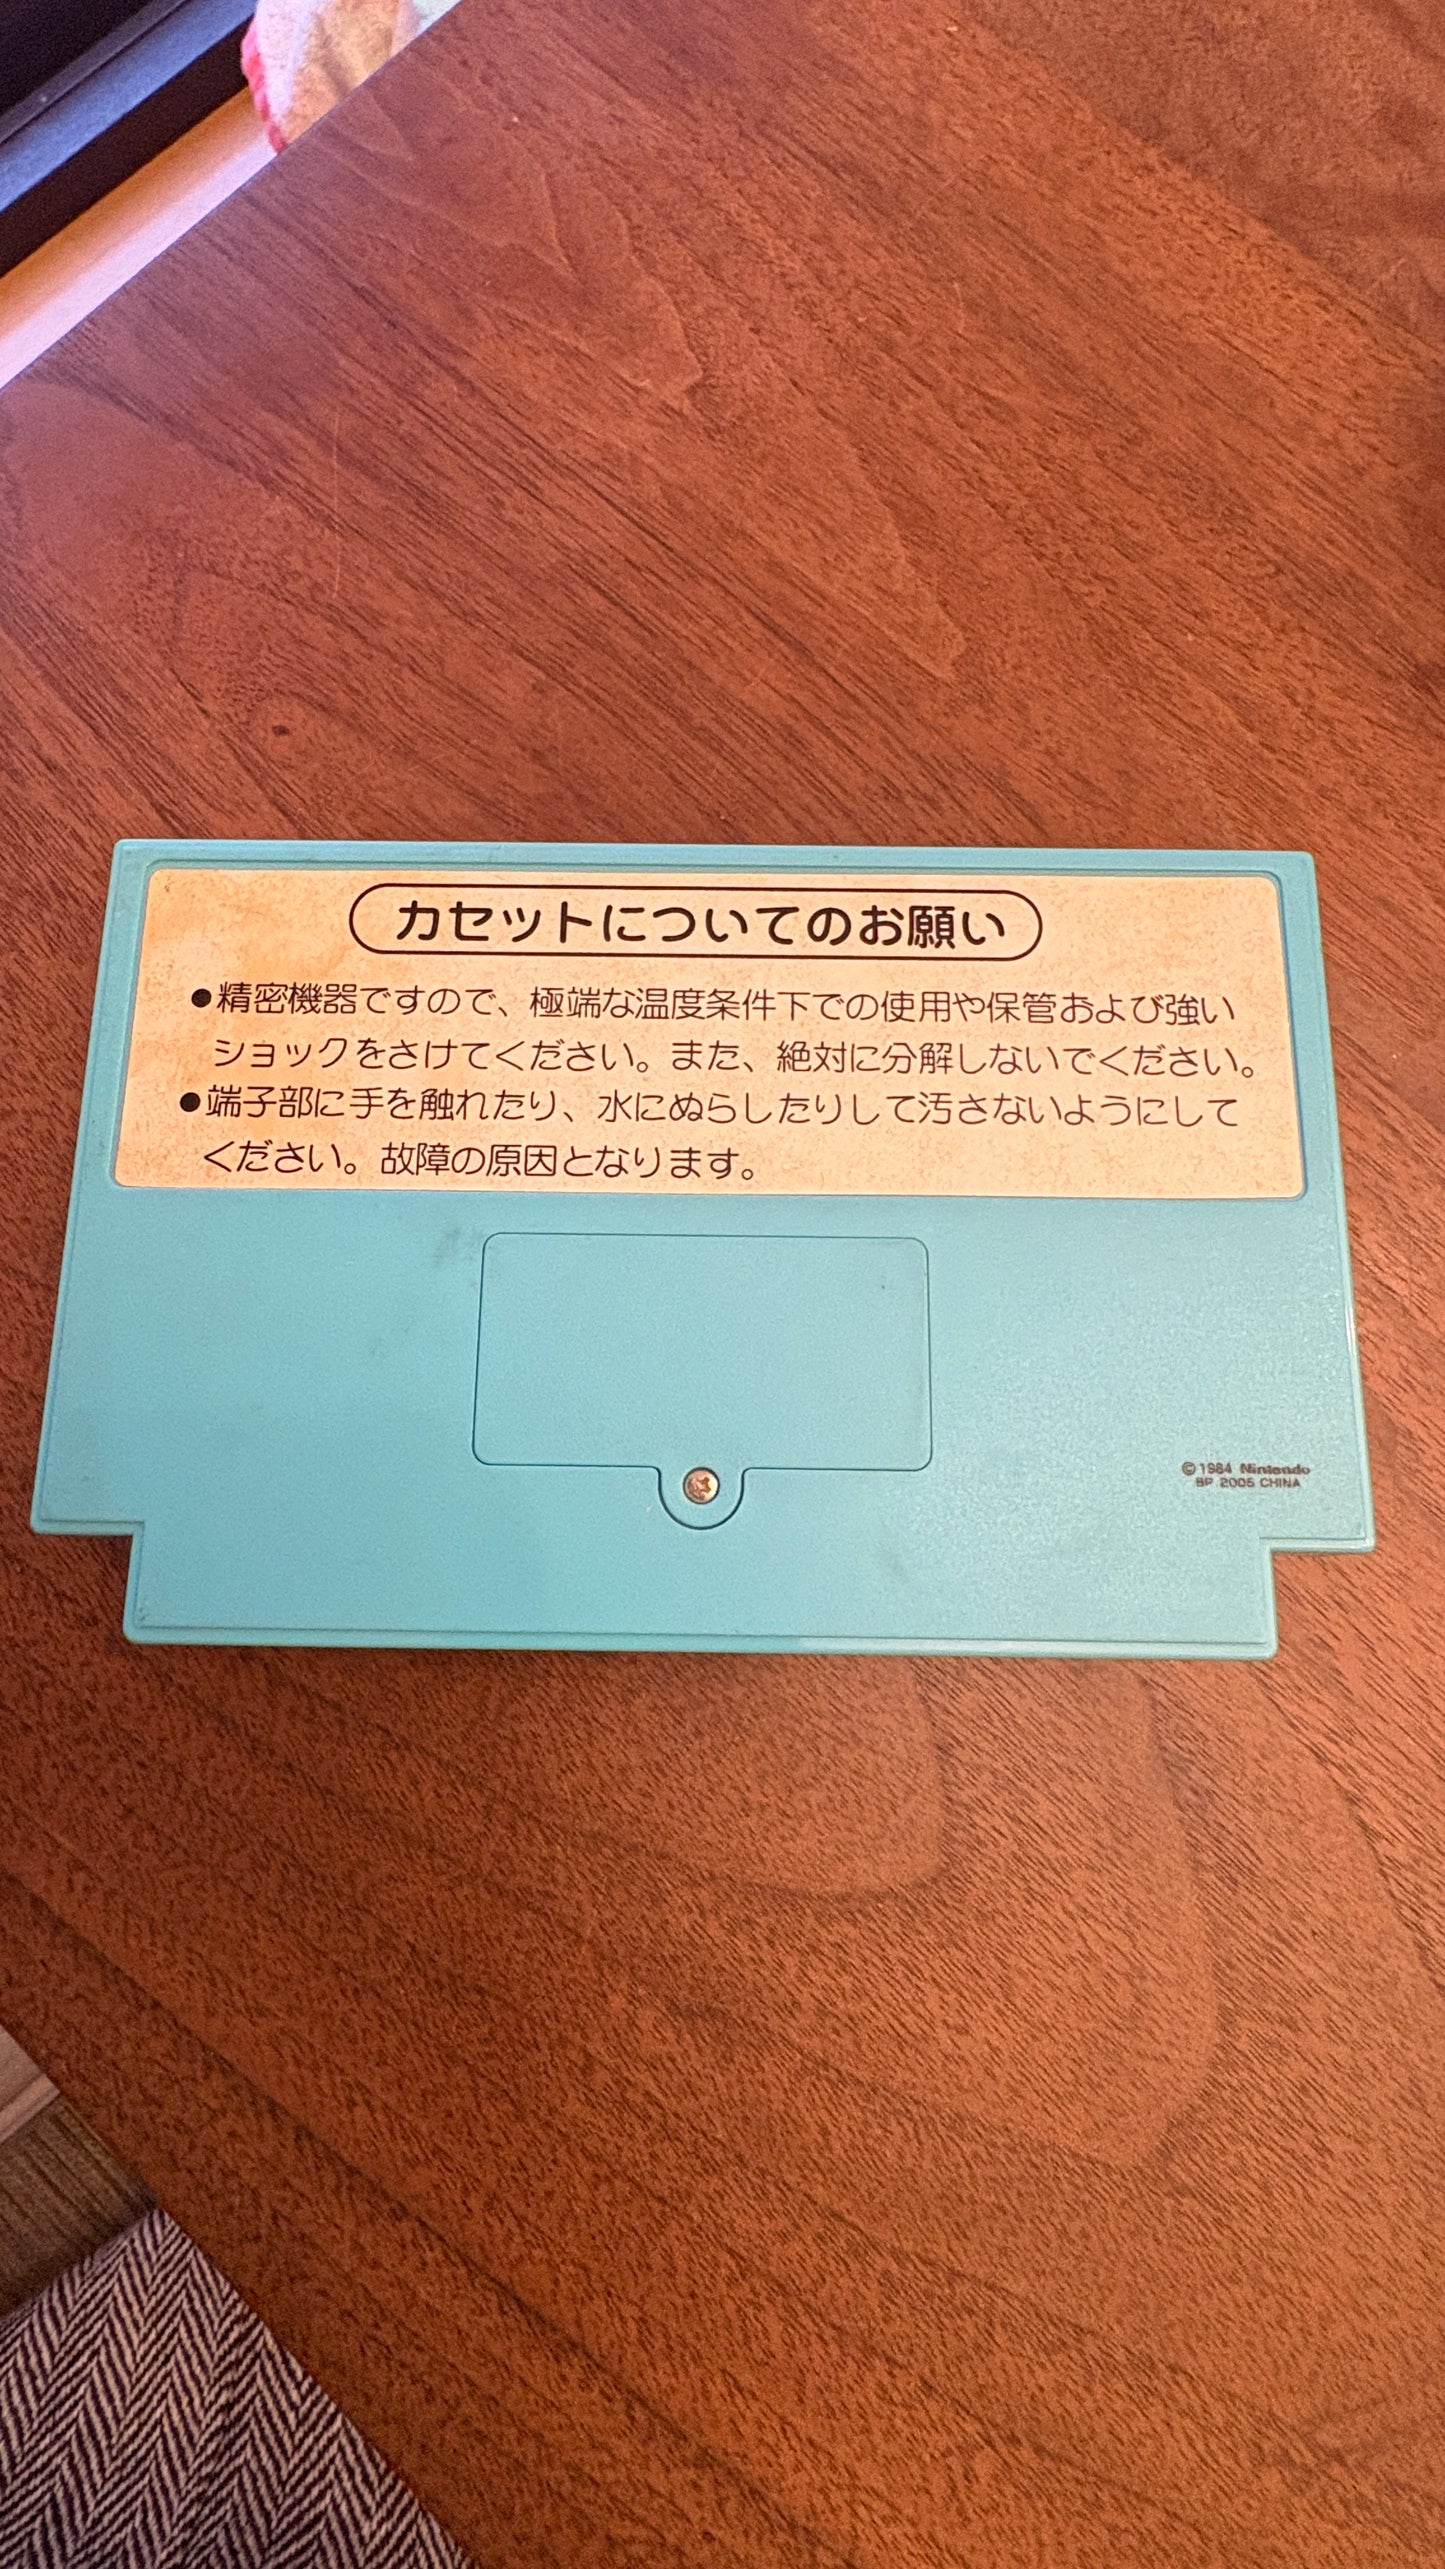 カセットについてのお願い
●精密機器ですので、極端な温度条件下での使用や保管および強い
ショックをさけてください。また、絶対に分解しないでください。
●端子部に手を触れたり、水にぬらしたりして汚さないようにして
ください。故障の原因となります。
©1984 Nintendo
BP 2005 CHINA